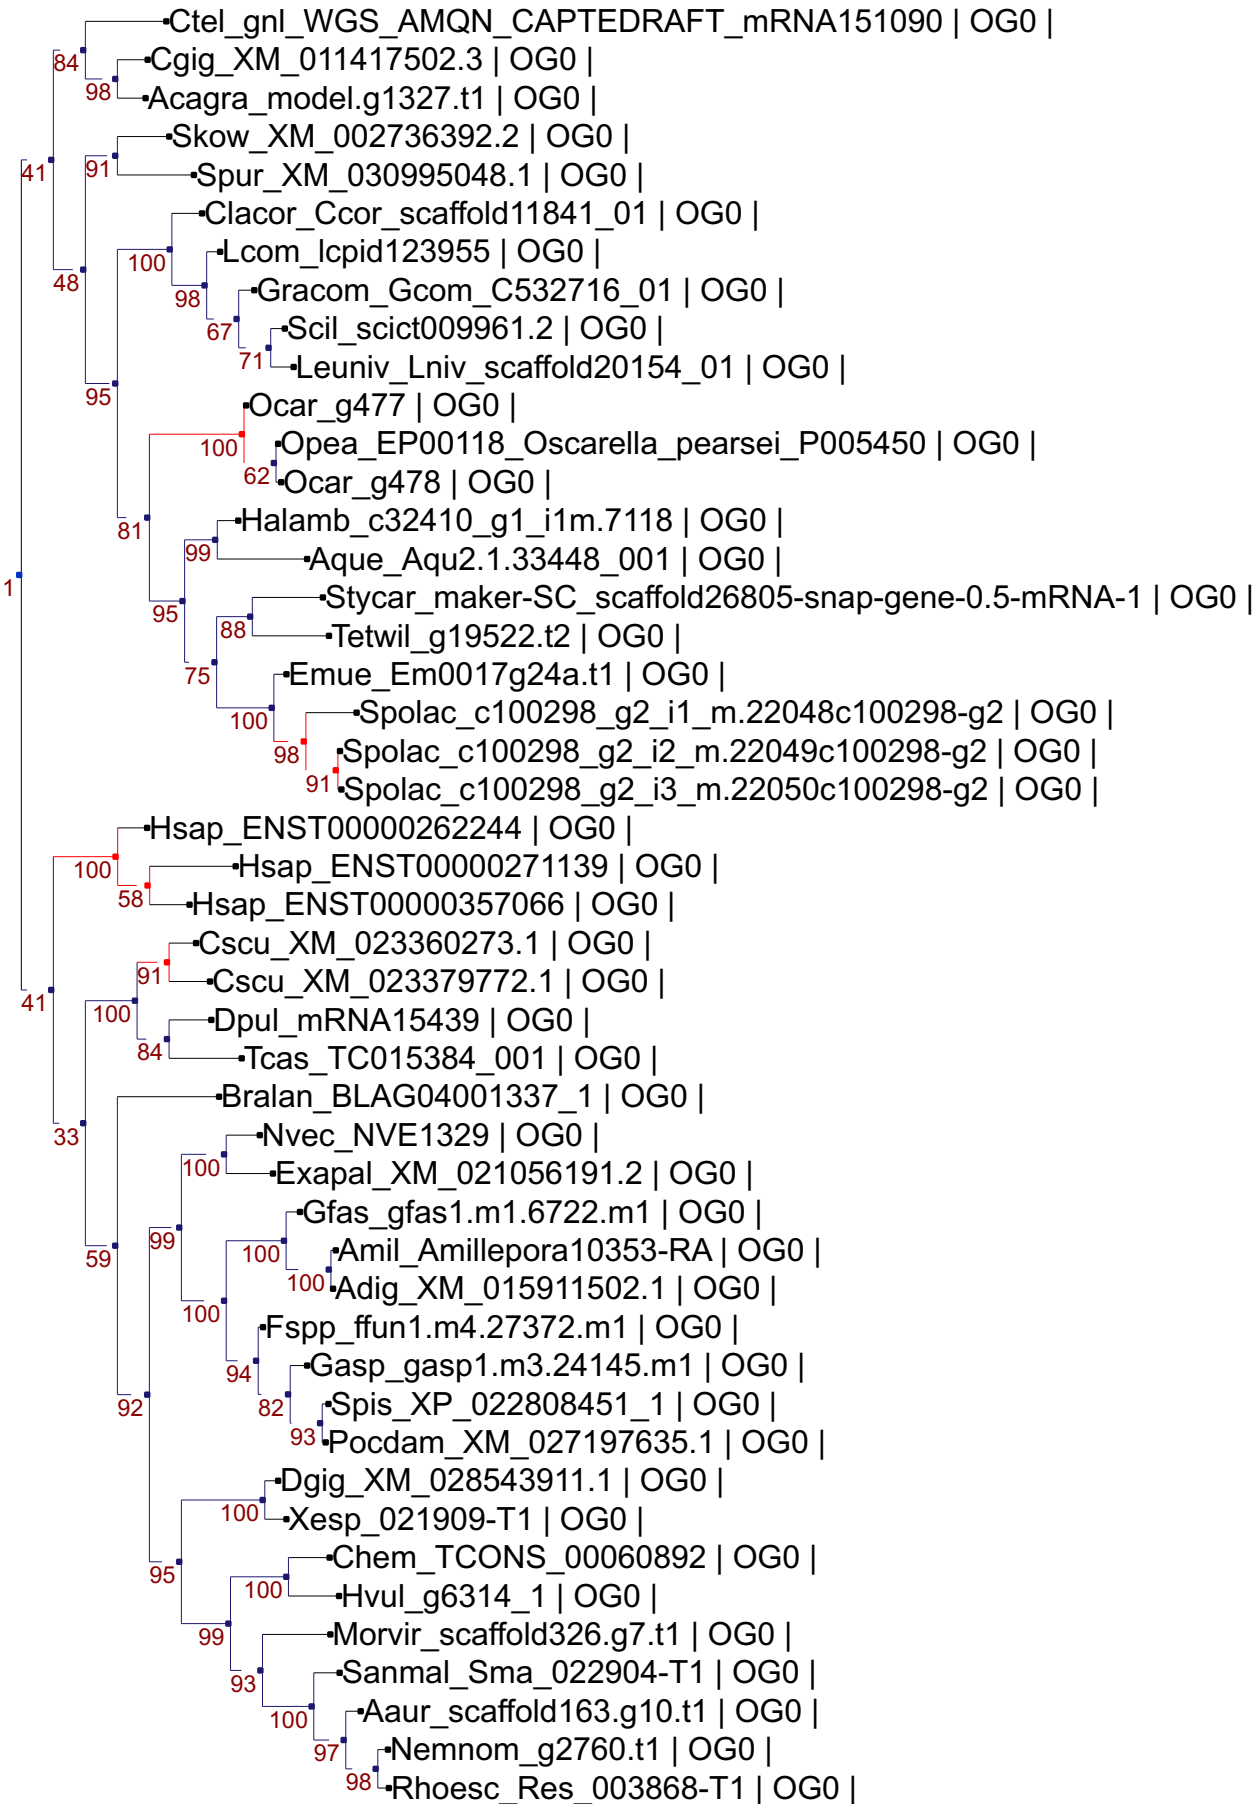 Ctel_gnl_WGS_AMQN_CAPTEDRAFT_mRNA151090 | OG0 |
84
Cgig_XM_011417502.3 | OG0 |
98
Acagra_model.g1327.t1 | OG0 |
Skow_XM_002736392.2 | OG0 |
41
91
Spur_XM_030995048.1 | OG0 |
Clacor_Ccor_scaffold11841_01 | OG0 |
Lcom_lcpid123955 | OG0 |
100
48
Gracom_Gcom_C532716_01 | OG0 |
98
Scil_scict009961.2 | OG0 |
67
71
Leuniv_Lniv_scaffold20154_01 | OG0 |
95
Ocar_g477 | OG0 |
Opea_EP00118_Oscarella_pearsei_P005450 | OG0 |
100
62
Ocar_g478 | OG0 |
Halamb_c32410_g1_i1m.7118 | OG0 |
81
99
Aque_Aqu2.1.33448_001 | OG0 |
1
Stycar_maker-SC_scaffold26805-snap-gene-0.5-mRNA-1 | OG0 |
95
88
Tetwil_g19522.t2 | OG0 |
75
Emue_Em0017g24a.t1 | OG0 |
Spolac_c100298_g2_i1_m.22048c100298-g2 | OG0 |
100
98
Spolac_c100298_g2_i2_m.22049c100298-g2 | OG0 |
91
Spolac_c100298_g2_i3_m.22050c100298-g2 | OG0 |
Hsap_ENST00000262244 | OG0 |
100
Hsap_ENST00000271139 | OG0 |
58
Hsap_ENST00000357066 | OG0 |
Cscu_XM_023360273.1 | OG0 |
91
Cscu_XM_023379772.1 | OG0 |
41
100
Dpul_mRNA15439 | OG0 |
84
Tcas_TC015384_001 | OG0 |
Bralan_BLAG04001337_1 | OG0 |
33
Nvec_NVE1329 | OG0 |
100
Exapal_XM_021056191.2 | OG0 |
Gfas_gfas1.m1.6722.m1 | OG0 |
99
59
100
Amil_Amillepora10353-RA | OG0 |
100
Adig_XM_015911502.1 | OG0 |
100
Fspp_ffun1.m4.27372.m1 | OG0 |
94
Gasp_gasp1.m3.24145.m1 | OG0 |
92
82
Spis_XP_022808451_1 | OG0 |
93
Pocdam_XM_027197635.1 | OG0 |
Dgig_XM_028543911.1 | OG0 |
100
Xesp_021909-T1 | OG0 |
Chem_TCONS_00060892 | OG0 |
95
100
Hvul_g6314_1 | OG0 |
99
Morvir_scaffold326.g7.t1 | OG0 |
93
Sanmal_Sma_022904-T1 | OG0 |
100
Aaur_scaffold163.g10.t1 | OG0 |
97
Nemnom_g2760.t1 | OG0 |
98
Rhoesc_Res_003868-T1 | OG0 |